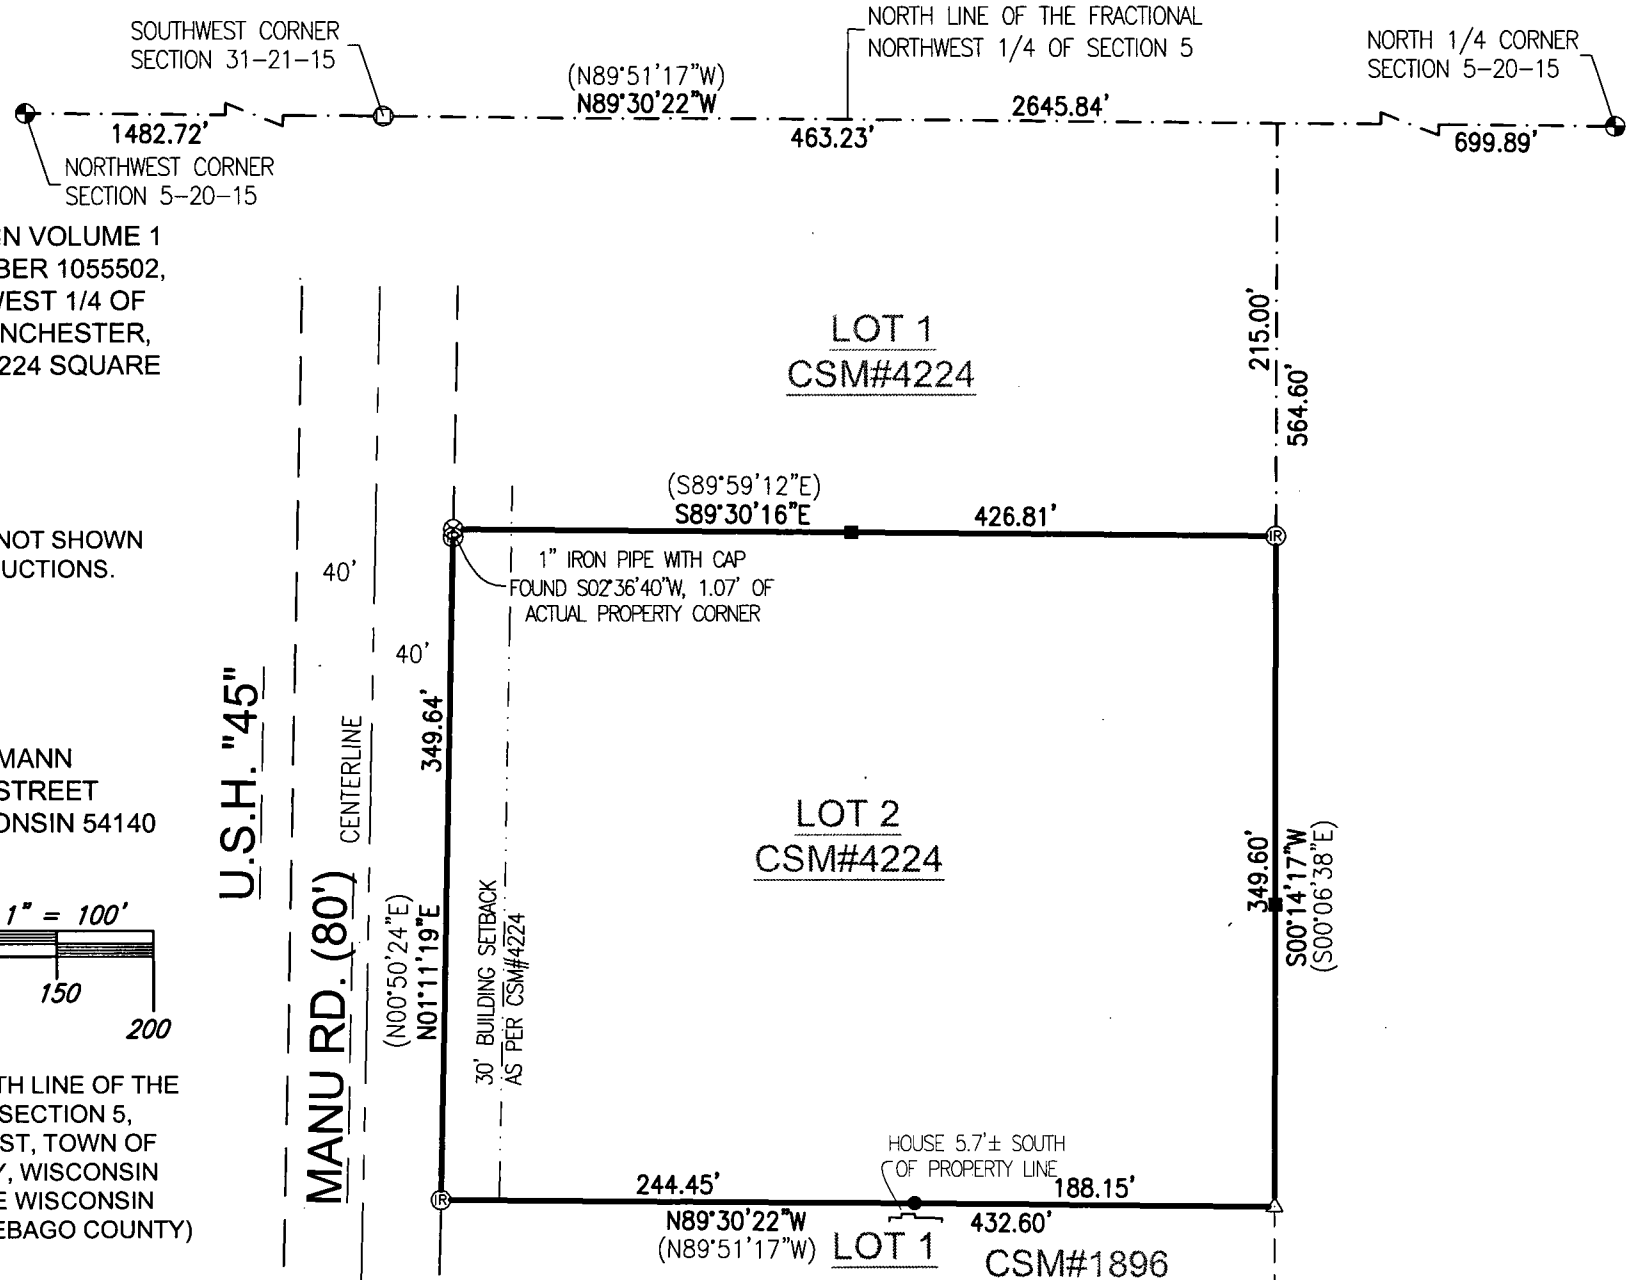 SOUTHWEST CORNER
SECTION 31-21-15
(N89°51'17"W)
N89°30'22"W
NORTH LINE OF THE FRACTIONAL
NORTHWEST 1/4 OF SECTION 5
NORTH 1/4 CORNER
SECTION 5-20-15
1482.72'
463.23'
2645.84'
699.89'
NORTHWEST CORNER
SECTION 5-20-15
N VOLUME 1
BER 1055502,
WEST 1/4 OF
NCHESTER,
224 SQUARE
LOT 1
CSM#4224
215.00'
564.60'
(S89°59'12"E)
S89°30'16"E
426.81'
IR
NOT SHOWN
UCTIONS.
40'
1" IRON PIPE WITH CAP
FOUND S02°36'40"W, 1.07' OF
ACTUAL PROPERTY CORNER
40'
349.64'
U.S.H. "45"
CENTERLINE
MANN
STREET
ONSIN 54140
LOT 2
CSM#4224
349.60'
S00°14'17"W
(S00°06'38"E)
1" = 100'
150
200
MANU RD. (80')
(N00°50'24"E)
N01°11'19"E
30' BUILDING SETBACK
AS PER CSM#4224
TH LINE OF THE
SECTION 5,
ST, TOWN OF
Y, WISCONSIN
E WISCONSIN
EBAGO COUNTY)
HOUSE 5.7'± SOUTH
OF PROPERTY LINE
IR
244.45'
188.15'
N89°30'22"W
432.60'
(N89°51'17"W)
LOT 1
CSM#1896